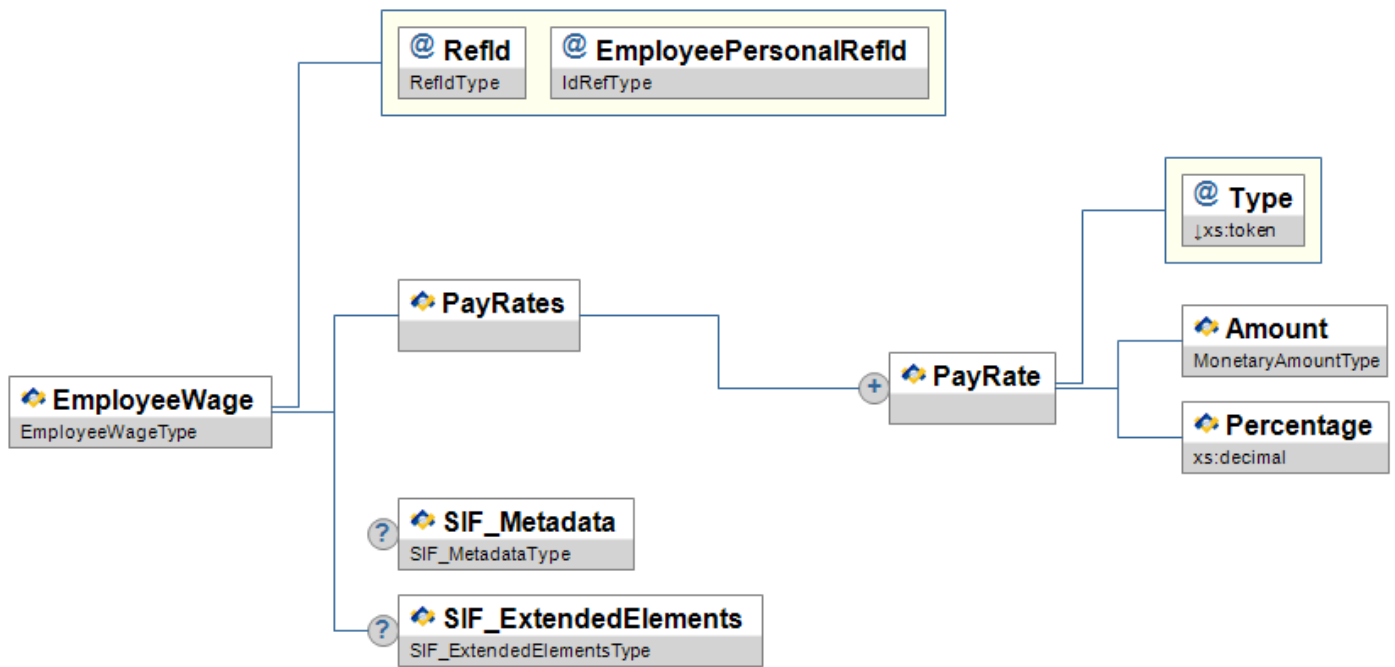 @ RefId
RefIdType
@ EmployeePersonalRefId
IdRefType
@ Type
↓xs:token
PayRates
Amount
MonetaryAmountType
+
PayRate
EmployeeWage
EmployeeWageType
Percentage
xs:decimal
?
SIF_Metadata
SIF_MetadataType
?
SIF_ExtendedElements
SIF_ExtendedElementsType